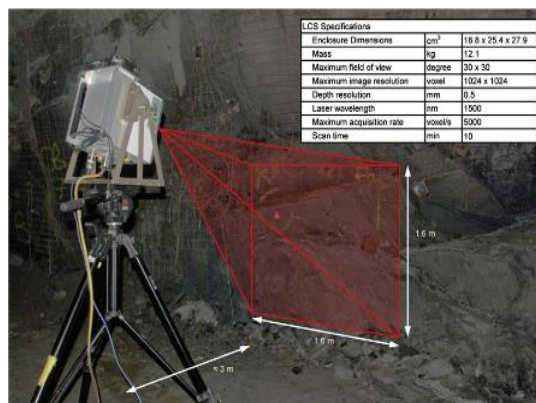 LCS Specifications
Enclosure Dimensions cm³ 18.8 x 25.4 x 27.9
Mass kg 12.1
Maximum field of view degree 30 x 30
Maximum image resolution voxel 1024 x 1024
Depth resolution mm 0.5
Laser wavelength nm 1500
Maximum acquisition rate voxel/s 5000
Scan time min 10
1.6 m
1.6 m
≈3 m